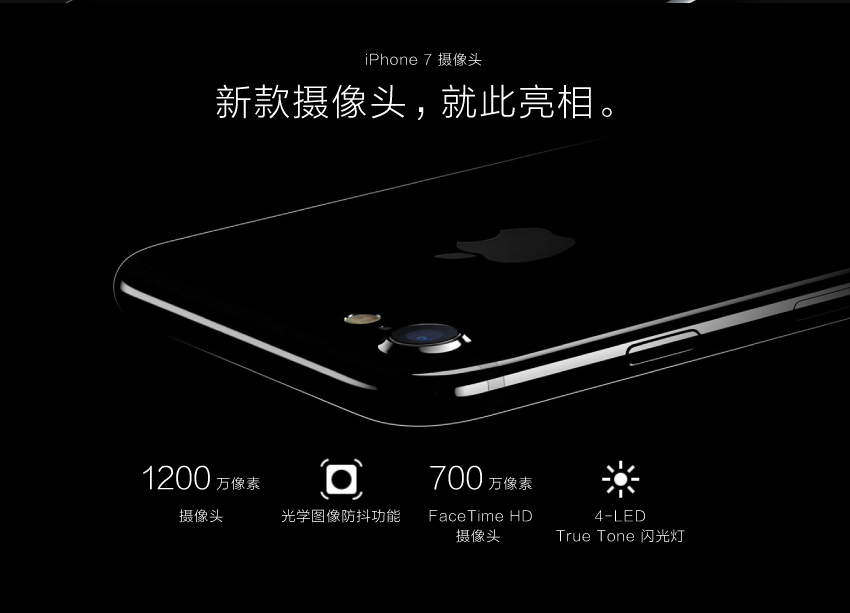 iPhone 7 摄像头
新款摄像头，就此亮相。
1200 万像素
摄像头
光学图像防抖功能
700 万像素
FaceTime HD
摄像头
4-LED
True Tone 闪光灯